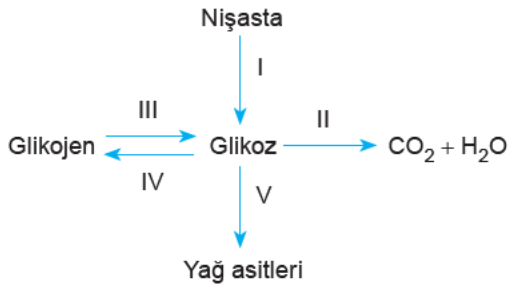 Nişasta
I
III
II
Glikojen
Glikoz
CO₂ + H₂O
IV
V
Yağ asitleri